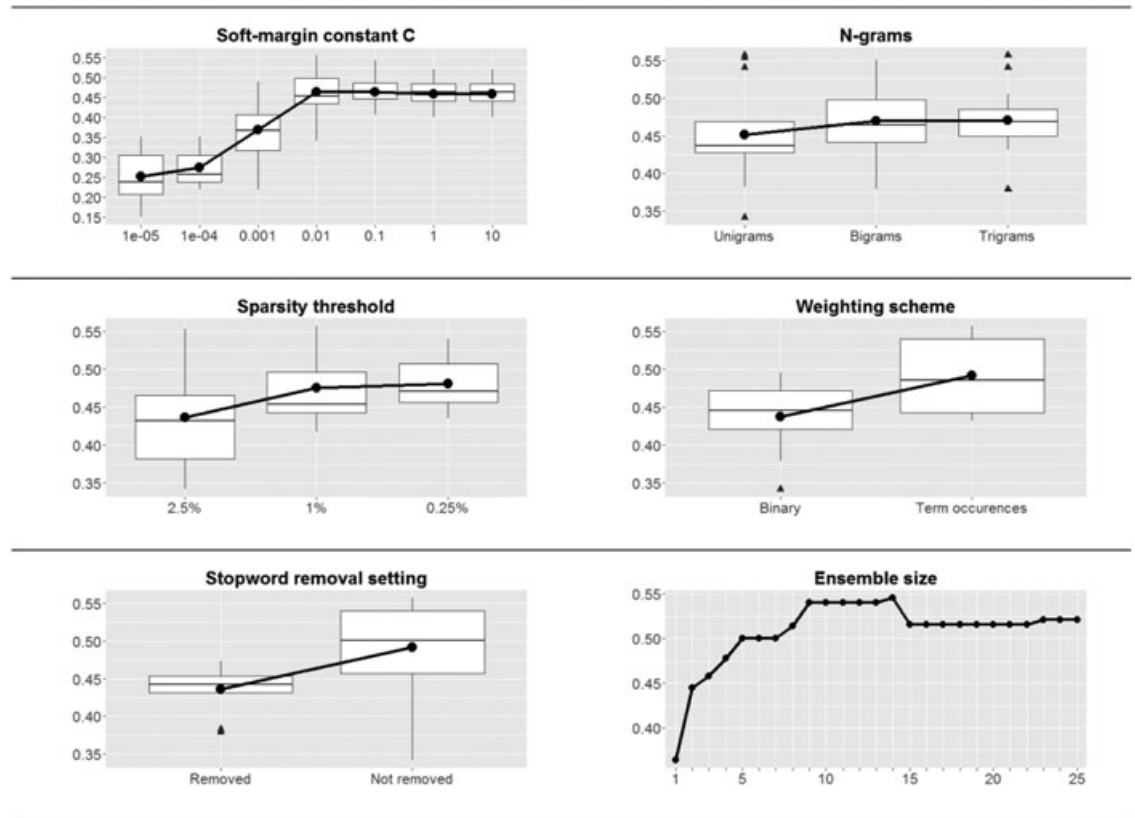 Soft-margin constant C
0.55
0.50
0.45
0.40
0.35
0.30
0.25
0.20
0.15
1e-05 1e-04 0.001 0.01 0.1 1 10
N-grams
0.55
0.50
0.45
0.40
0.35
Unigrams Bigrams Trigrams
Sparsity threshold
0.55
0.50
0.45
0.40
0.35
2.5% 1% 0.25%
Weighting scheme
0.55
0.50
0.45
0.40
0.35
Binary Term occurences
Stopword removal setting
0.55
0.50
0.45
0.40
0.35
Removed Not removed
Ensemble size
0.55
0.50
0.45
0.40
1 5 10 15 20 25